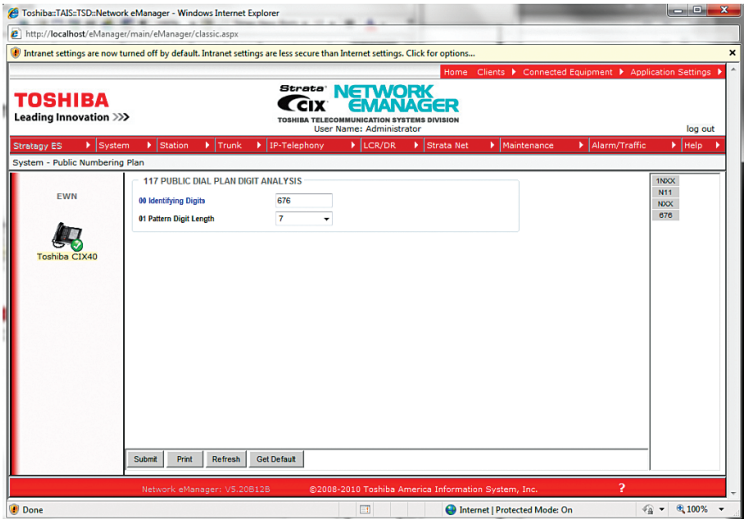 Toshiba::TAIS::TSD::Network eManager - Windows Internet Explorer
http://localhost/eManager/main/eManager/classic.aspx
Intranet settings are now turned off by default. Intranet settings are less secure than Internet settings. Click for options...
Home Clients Connected Equipment Application Settings
TOSHIBA
Leading Innovation >>>
Strata CIX NETWORK EMANAGER
TOSHIBA TELECOMMUNICATION SYSTEMS DIVISION
User Name: Administrator
log out
Stratagy ES System Station Trunk IP-Telephony LCR/DR Strata Net Maintenance Alarm/Traffic Help
System - Public Numbering Plan
EWN
Toshiba CIX40
117 PUBLIC DIAL PLAN DIGIT ANALYSIS
00 Identifying Digits 676
01 Pattern Digit Length 7
1NXX
N11
NXX
676
Submit Print Refresh Get Default
Network eManager: V5.20B12B ©2008-2010 Toshiba America Information System, Inc. ?
Done Internet | Protected Mode: On 100%